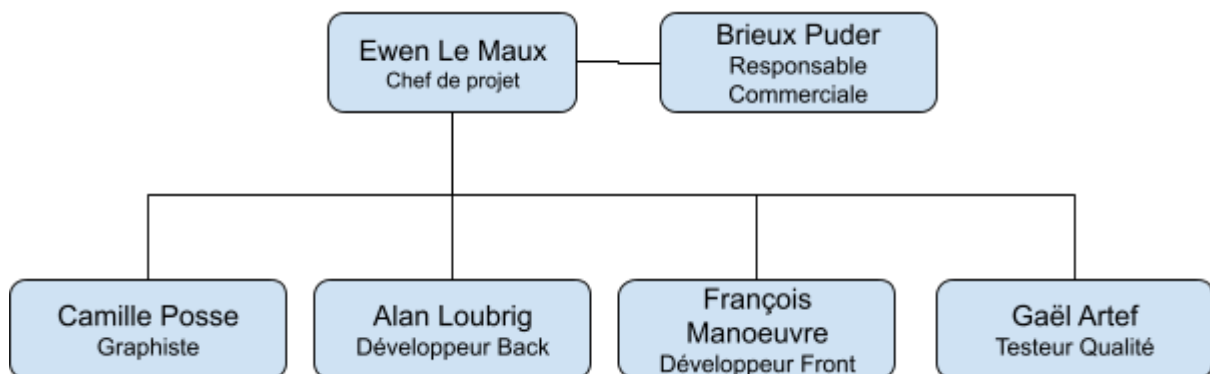 Ewen Le Maux
Chef de projet
Brieux Puder
Responsable
Commerciale
Camille Posse
Graphiste
Alan Loubrig
Développeur Back
François
Manoeuvre
Développeur Front
Gaël Artef
Testeur Qualité